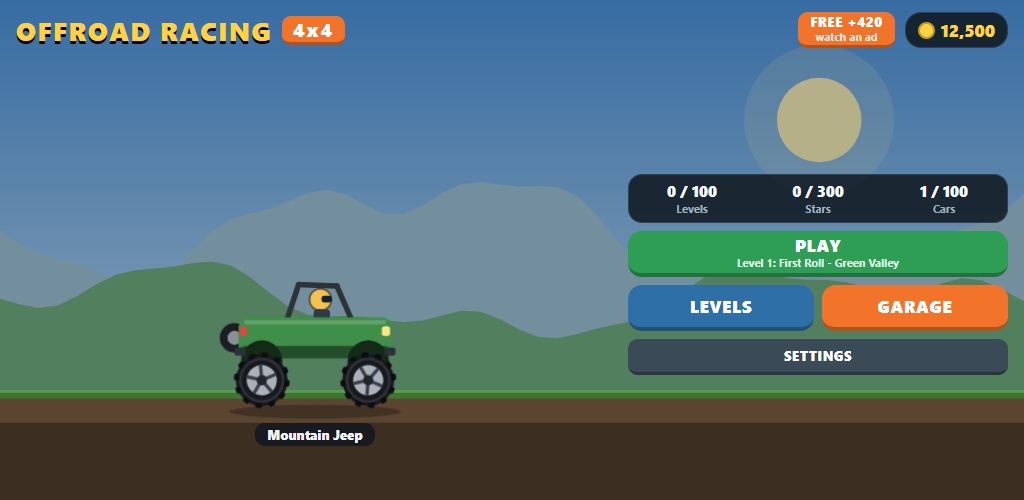 OFFROAD RACING 4x4
FREE +420
watch an ad
12,500
0 / 100
Levels
0 / 300
Stars
1 / 100
Cars
PLAY
Level 1: First Roll - Green Valley
LEVELS
GARAGE
SETTINGS
Mountain Jeep